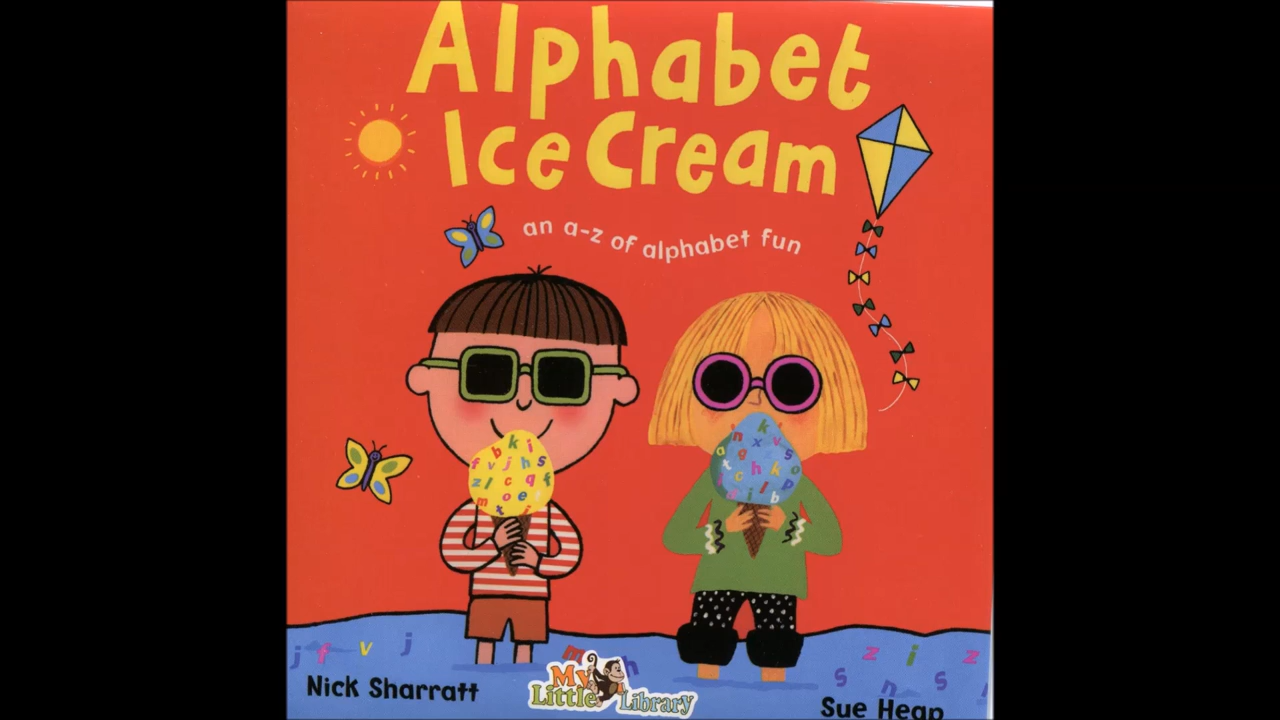 Alphabet
Ice Cream
an a-z of alphabet fun
b k i
f v j h s
z l c q f
m o e t
t j
n k
x v
a g s
t c h k o
i l p
b
j f v j
m h
z i z
s n s j
Nick Sharratt
My
Little Library
Sue Heap